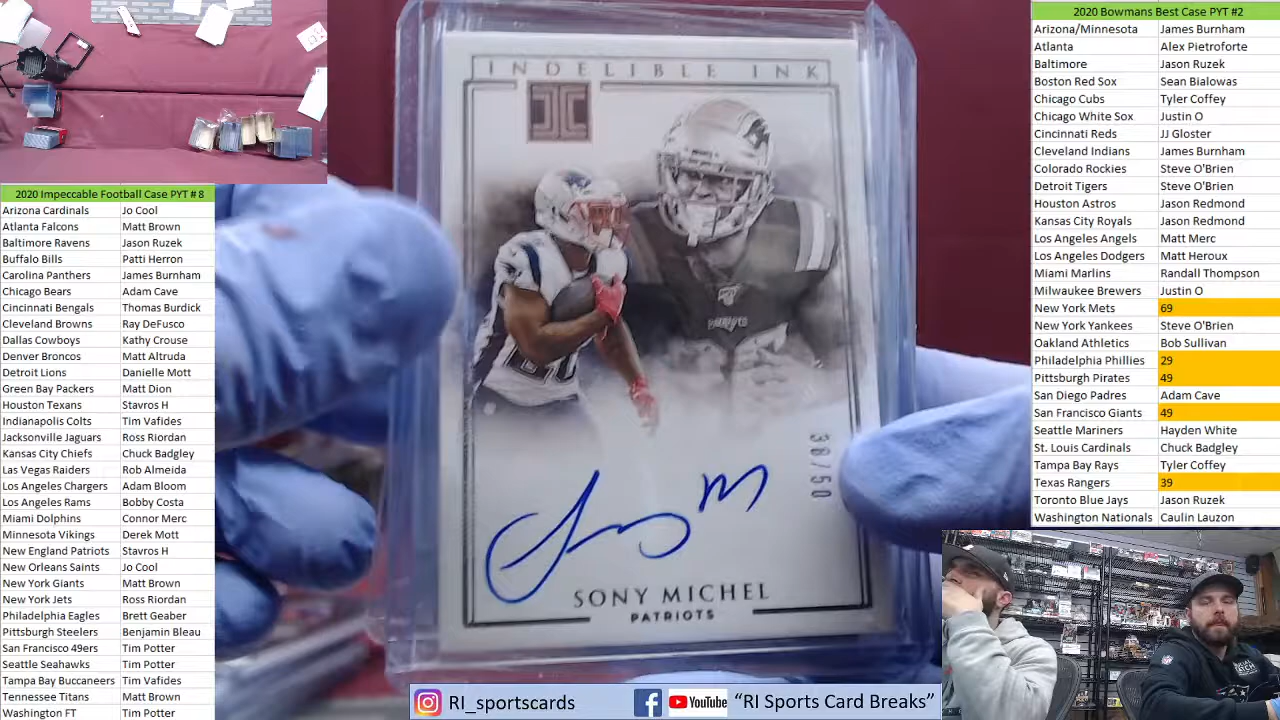 2020 Impeccable Football Case PYT # 8
Arizona Cardinals Jo Cool
Atlanta Falcons Matt Brown
Baltimore Ravens Jason Ruzek
Buffalo Bills Patti Herron
Carolina Panthers James Burnham
Chicago Bears Adam Cave
Cincinnati Bengals Thomas Burdick
Cleveland Browns Ray DeFusco
Dallas Cowboys Kathy Crouse
Denver Broncos Matt Altruda
Detroit Lions Danielle Mott
Green Bay Packers Matt Dion
Houston Texans Stavros H
Indianapolis Colts Tim Vafides
Jacksonville Jaguars Ross Riordan
Kansas City Chiefs Chuck Badgley
Las Vegas Raiders Rob Almeida
Los Angeles Chargers Adam Bloom
Los Angeles Rams Bobby Costa
Miami Dolphins Connor Merc
Minnesota Vikings Derek Mott
New England Patriots Stavros H
New Orleans Saints Jo Cool
New York Giants Matt Brown
New York Jets Ross Riordan
Philadelphia Eagles Brett Geaber
Pittsburgh Steelers Benjamin Bleau
San Francisco 49ers Tim Potter
Seattle Seahawks Tim Potter
Tampa Bay Buccaneers Tim Vafides
Tennessee Titans Matt Brown
Washington FT Tim Potter
INDELIBLE INK
38/50
Sony M
SONY MICHEL
PATRIOTS
RI_sportscards YouTube "RI Sports Card Breaks"
2020 Bowmans Best Case PYT #2
Arizona/Minnesota James Burnham
Atlanta Alex Pietroforte
Baltimore Jason Ruzek
Boston Red Sox Sean Bialowas
Chicago Cubs Tyler Coffey
Chicago White Sox Justin O
Cincinnati Reds JJ Gloster
Cleveland Indians James Burnham
Colorado Rockies Steve O'Brien
Detroit Tigers Steve O'Brien
Houston Astros Jason Redmond
Kansas City Royals Jason Redmond
Los Angeles Angels Matt Merc
Los Angeles Dodgers Matt Heroux
Miami Marlins Randall Thompson
Milwaukee Brewers Justin O
New York Mets 69
New York Yankees Steve O'Brien
Oakland Athletics Bob Sullivan
Philadelphia Phillies 29
Pittsburgh Pirates 49
San Diego Padres Adam Cave
San Francisco Giants 49
Seattle Mariners Hayden White
St. Louis Cardinals Chuck Badgley
Tampa Bay Rays Tyler Coffey
Texas Rangers 39
Toronto Blue Jays Jason Ruzek
Washington Nationals Caulin Lauzon